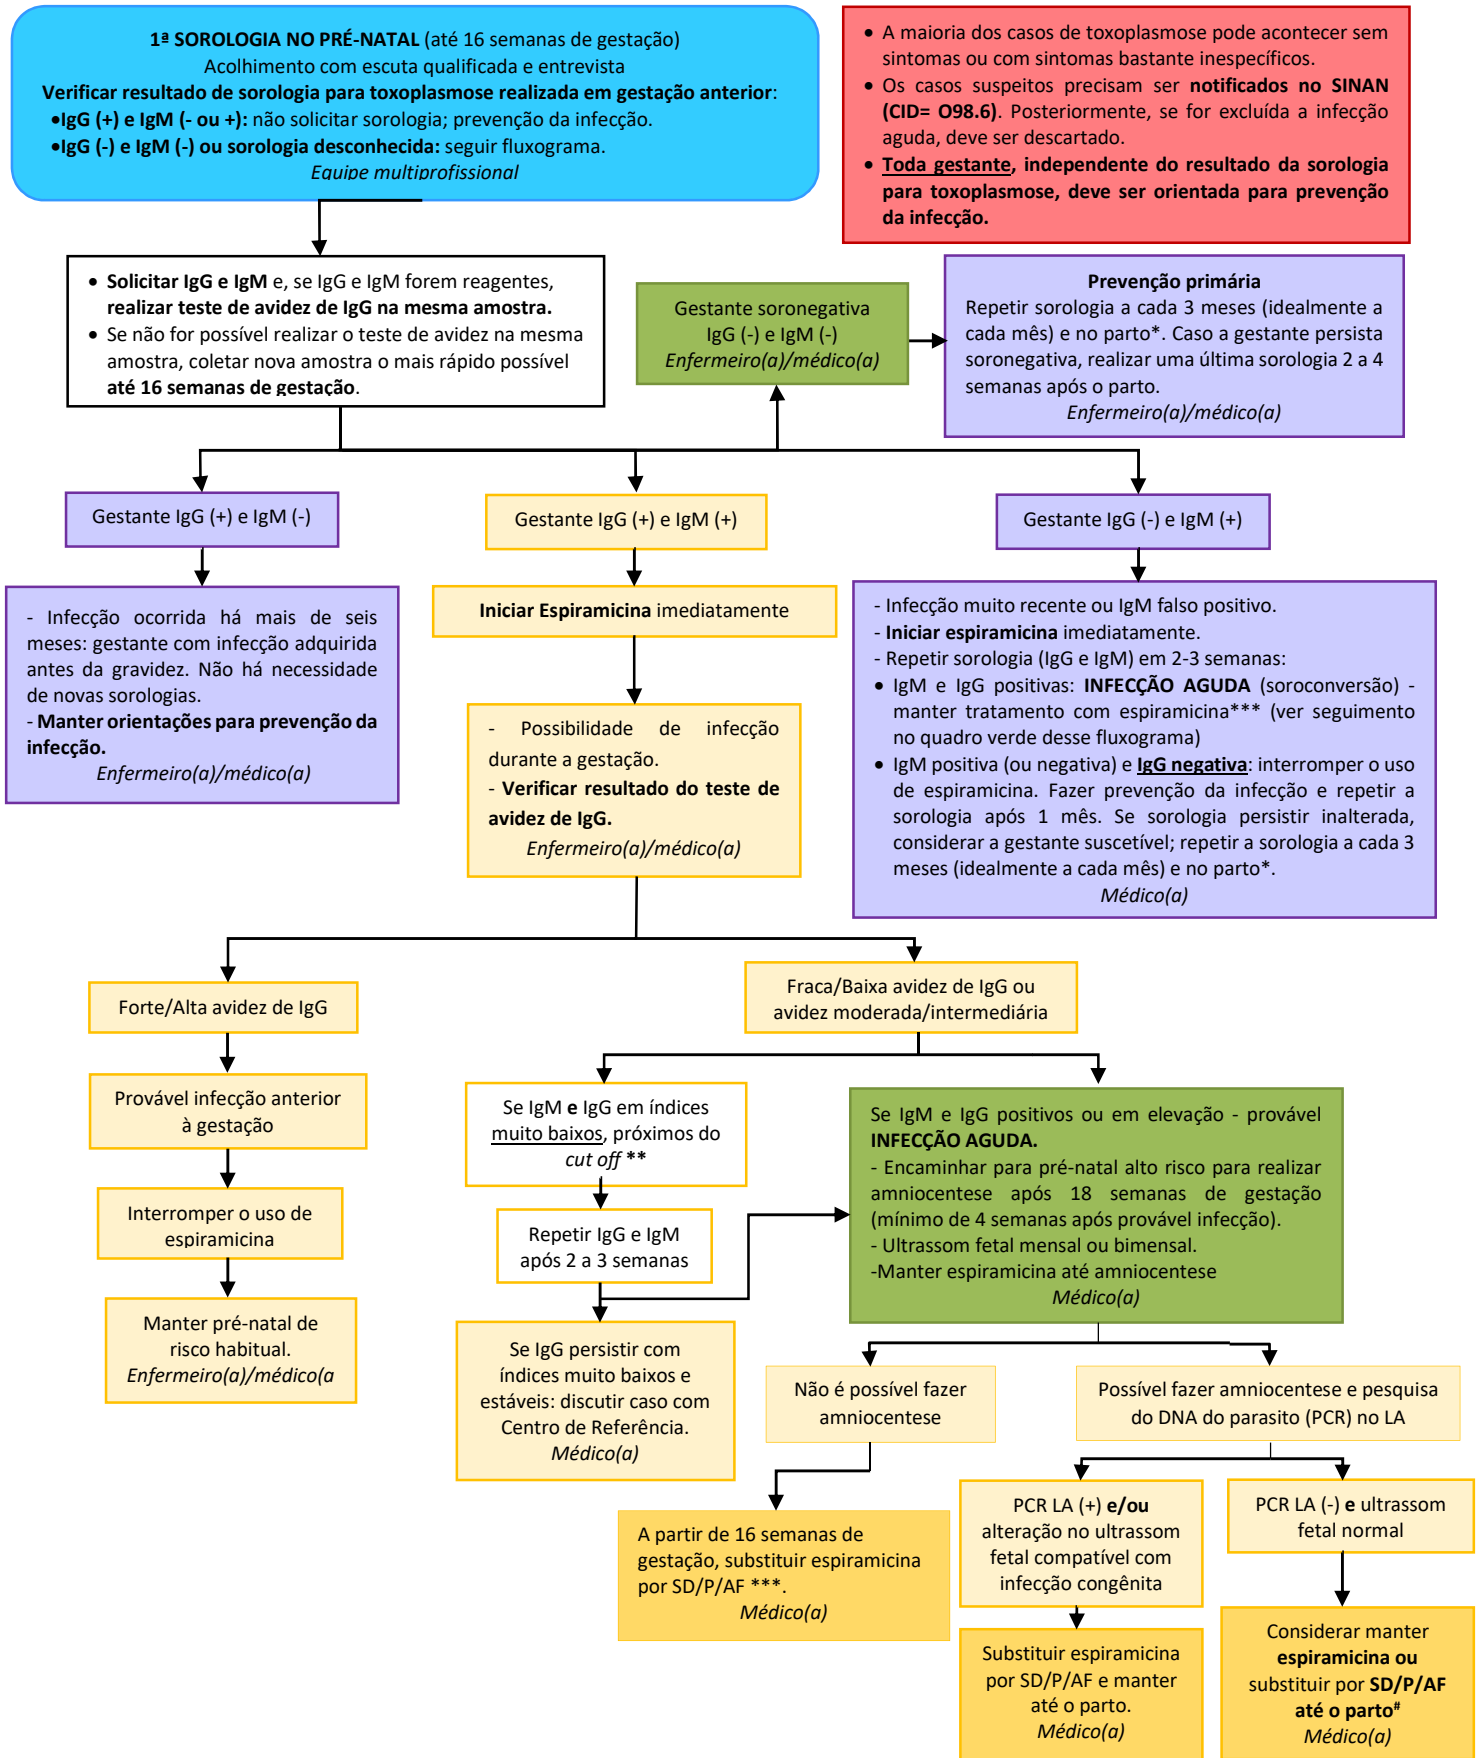 1ª SOROLOGIA NO PRÉ-NATAL (até 16 semanas de gestação)
Acolhimento com escuta qualificada e entrevista
Verificar resultado de sorologia para toxoplasmose realizada em gestação anterior:
•IgG (+) e IgM (- ou +): não solicitar sorologia; prevenção da infecção.
•IgG (-) e IgM (-) ou sorologia desconhecida: seguir fluxograma.
Equipe multiprofissional
• A maioria dos casos de toxoplasmose pode acontecer sem
sintomas ou com sintomas bastante inespecíficos.
• Os casos suspeitos precisam ser notificados no SINAN
(CID= O98.6). Posteriormente, se for excluída a infecção
aguda, deve ser descartado.
• Toda gestante, independente do resultado da sorologia
para toxoplasmose, deve ser orientada para prevenção
da infecção.
• Solicitar IgG e IgM e, se IgG e IgM forem reagentes,
realizar teste de avidez de IgG na mesma amostra.
• Se não for possível realizar o teste de avidez na mesma
amostra, coletar nova amostra o mais rápido possível
até 16 semanas de gestação.
Gestante soronegativa
IgG (-) e IgM (-)
Enfermeiro(a)/médico(a)
Prevenção primária
Repetir sorologia a cada 3 meses (idealmente a
cada mês) e no parto*. Caso a gestante persista
soronegativa, realizar uma última sorologia 2 a 4
semanas após o parto.
Enfermeiro(a)/médico(a)
Gestante IgG (+) e IgM (-)
Gestante IgG (+) e IgM (+)
Gestante IgG (-) e IgM (+)
- Infecção ocorrida há mais de seis
meses: gestante com infecção adquirida
antes da gravidez. Não há necessidade
de novas sorologias.
- Manter orientações para prevenção da
infecção.
Enfermeiro(a)/médico(a)
Iniciar Espiramicina imediatamente
- Possibilidade de infecção
durante a gestação.
- Verificar resultado do teste de
avidez de IgG.
Enfermeiro(a)/médico(a)
- Infecção muito recente ou IgM falso positivo.
- Iniciar espiramicina imediatamente.
- Repetir sorologia (IgG e IgM) em 2-3 semanas:
• IgM e IgG positivas: INFECÇÃO AGUDA (soroconversão) -
manter tratamento com espiramicina*** (ver seguimento
no quadro verde desse fluxograma)
• IgM positiva (ou negativa) e IgG negativa: interromper o uso
de espiramicina. Fazer prevenção da infecção e repetir a
sorologia após 1 mês. Se sorologia persistir inalterada,
considerar a gestante suscetível; repetir a sorologia a cada 3
meses (idealmente a cada mês) e no parto*.
Médico(a)
Forte/Alta avidez de IgG
Fraca/Baixa avidez de IgG ou
avidez moderada/intermediária
Provável infecção anterior
à gestação
Interromper o uso de
espiramicina
Manter pré-natal de
risco habitual.
Enfermeiro(a)/médico(a
Se IgM e IgG em índices
muito baixos, próximos do
cut off **
Repetir IgG e IgM
após 2 a 3 semanas
Se IgG persistir com
índices muito baixos e
estáveis: discutir caso com
Centro de Referência.
Médico(a)
Se IgM e IgG positivos ou em elevação - provável
INFECÇÃO AGUDA.
- Encaminhar para pré-natal alto risco para realizar
amniocentese após 18 semanas de gestação
(mínimo de 4 semanas após provável infecção).
- Ultrassom fetal mensal ou bimensal.
-Manter espiramicina até amniocentese
Médico(a)
Não é possível fazer
amniocentese
Possível fazer amniocentese e pesquisa
do DNA do parasito (PCR) no LA
A partir de 16 semanas de
gestação, substituir espiramicina
por SD/P/AF ***.
Médico(a)
PCR LA (+) e/ou
alteração no ultrassom
fetal compatível com
infecção congênita
PCR LA (-) e ultrassom
fetal normal
Substituir espiramicina
por SD/P/AF e manter
até o parto.
Médico(a)
Considerar manter
espiramicina ou
substituir por SD/P/AF
até o parto#
Médico(a)